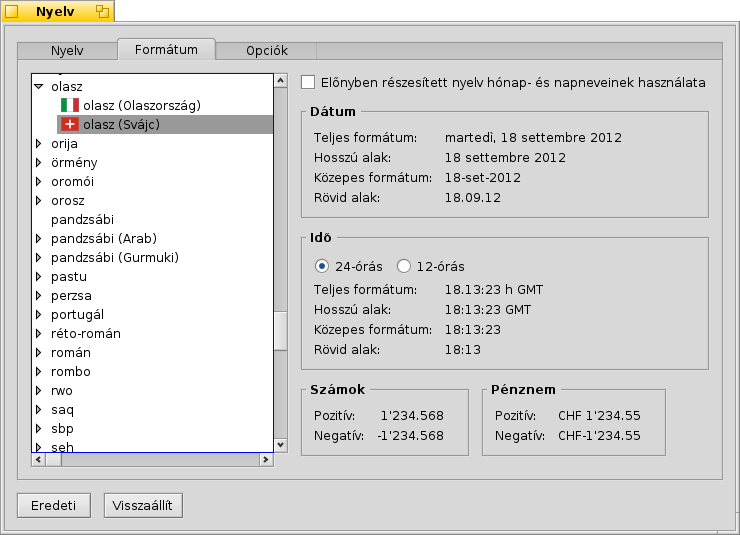 Nyelv
Nyelv Formátum Opciók
olasz
olasz (Olaszország)
olasz (Svájc)
orija
örmény
oromói
orosz
pandzsábi
pandzsábi (Arab)
pandzsábi (Gurmuki)
pastu
perzsa
portugál
réto-román
román
rombo
rwo
saq
sbp
seh
Előnyben részesített nyelv hónap- és napneveinek használata
Dátum
Teljes formátum: martedì, 18 settembre 2012
Hosszú alak: 18 settembre 2012
Közepes formátum: 18-set-2012
Rövid alak: 18.09.12
Idő
24-órás 12-órás
Teljes formátum: 18.13:23 h GMT
Hosszú alak: 18:13:23 GMT
Közepes formátum: 18:13:23
Rövid alak: 18:13
Számok
Pozitív: 1'234.568
Negatív: -1'234.568
Pénznem
Pozitív: CHF 1'234.55
Negatív: CHF-1'234.55
Eredeti Visszaállít